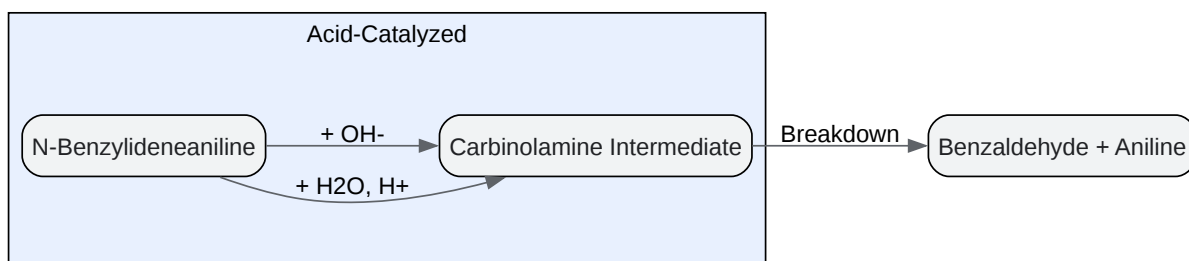 Acid-Catalyzed
N-Benzylideneaniline
+ OH-
Carbinolamine Intermediate
Breakdown
Benzaldehyde + Aniline
+ H2O, H+